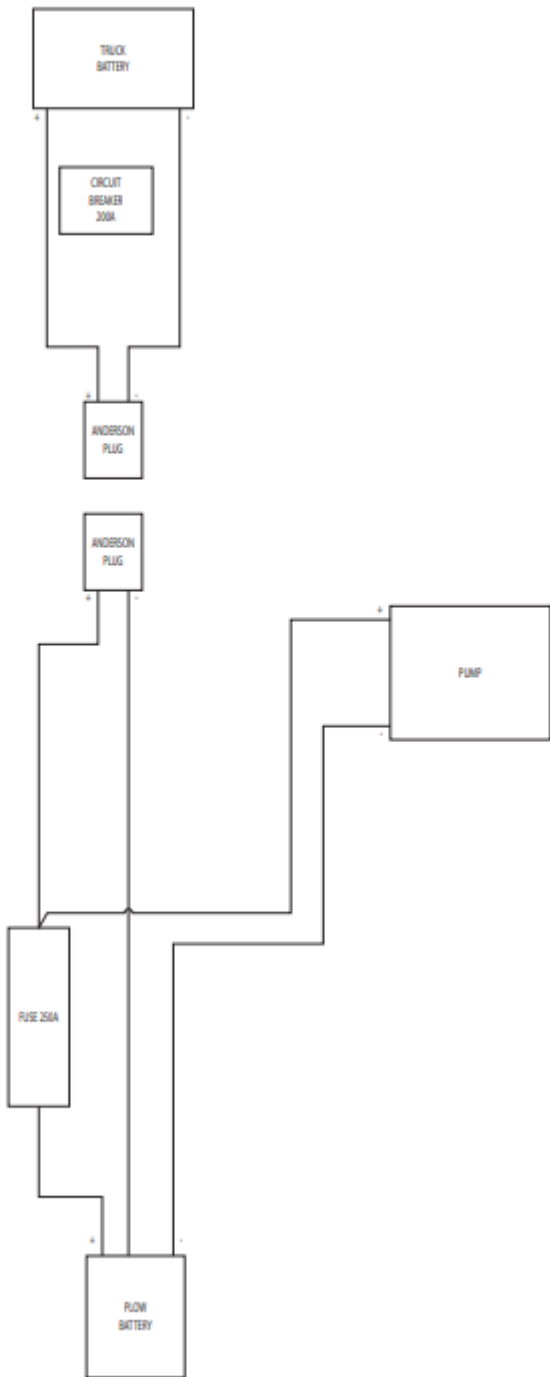 TRUCK
BATTERY
+ -
CIRCUIT
BREAKER
200A
+ -
ANDERSON
PLUG
ANDERSON
PLUG
+ -
+
PUMP
-
FUSE 250A
+ -
PLOW
BATTERY